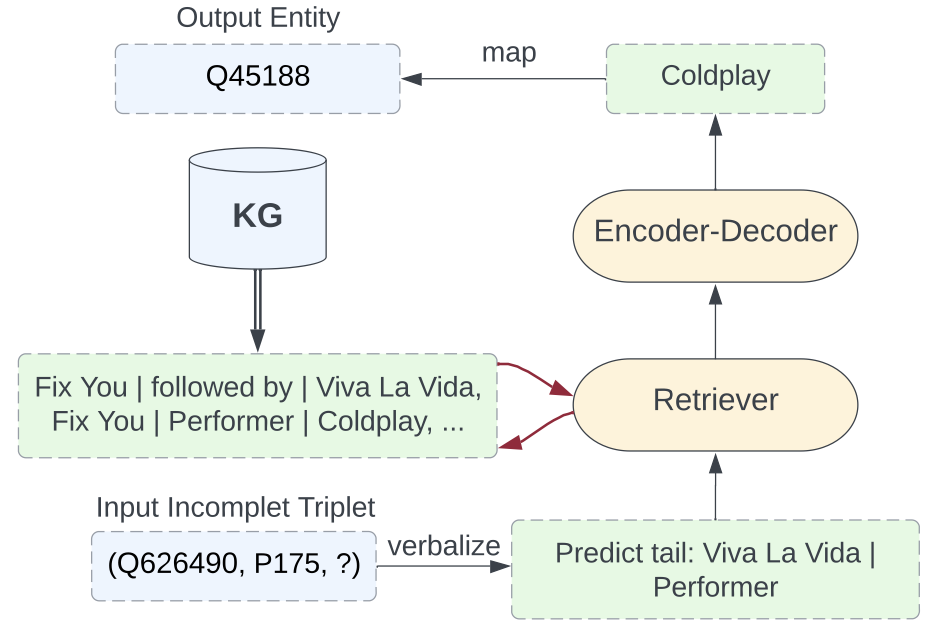 Output Entity
Q45188
map
Coldplay
KG
Encoder-Decoder
Fix You | followed by | Viva La Vida,
Fix You | Performer | Coldplay, ...
Retriever
Input Incomplet Triplet
(Q626490, P175, ?)
verbalize
Predict tail: Viva La Vida |
Performer